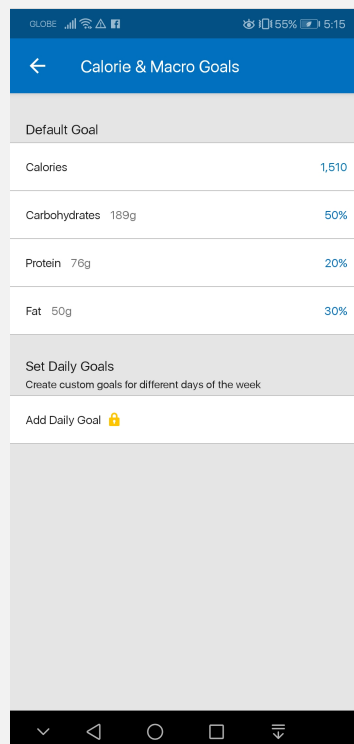 GLOBE 55% 5:15
Calorie & Macro Goals
Default Goal
Calories 1,510
Carbohydrates 189g 50%
Protein 76g 20%
Fat 50g 30%
Set Daily Goals
Create custom goals for different days of the week
Add Daily Goal